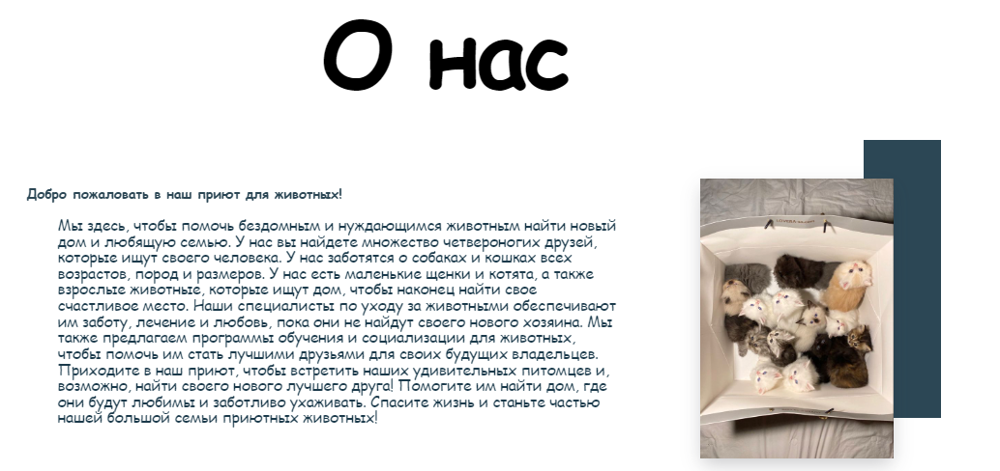 О нас
Добро пожаловать в наш приют для животных!
Мы здесь, чтобы помочь бездомным и нуждающимся животным найти новый
дом и любящую семью. У нас вы найдете множество четвероногих друзей,
которые ищут своего человека. У нас заботятся о собаках и кошках всех
возрастов, пород и размеров. У нас есть маленькие щенки и котята, а также
взрослые животные, которые ищут дом, чтобы наконец найти свое
счастливое место. Наши специалисты по уходу за животными обеспечивают
им заботу, лечение и любовь, пока они не найдут своего нового хозяина. Мы
также предлагаем программы обучения и социализации для животных,
чтобы помочь им стать лучшими друзьями для своих будущих владельцев.
Приходите в наш приют, чтобы встретить наших удивительных питомцев и,
возможно, найти своего нового лучшего друга! Помогите им найти дом, где
они будут любимы и заботливо ухаживать. Спасите жизнь и станьте частью
нашей большой семьи приютных животных!